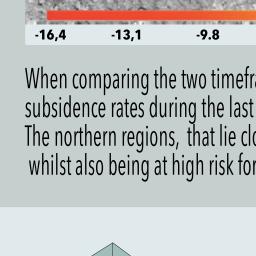 -16,4 -13,1 -9.8
When comparing the two timefra
subsidence rates during the last
The northern regions, that lie clo
whilst also being at high risk for